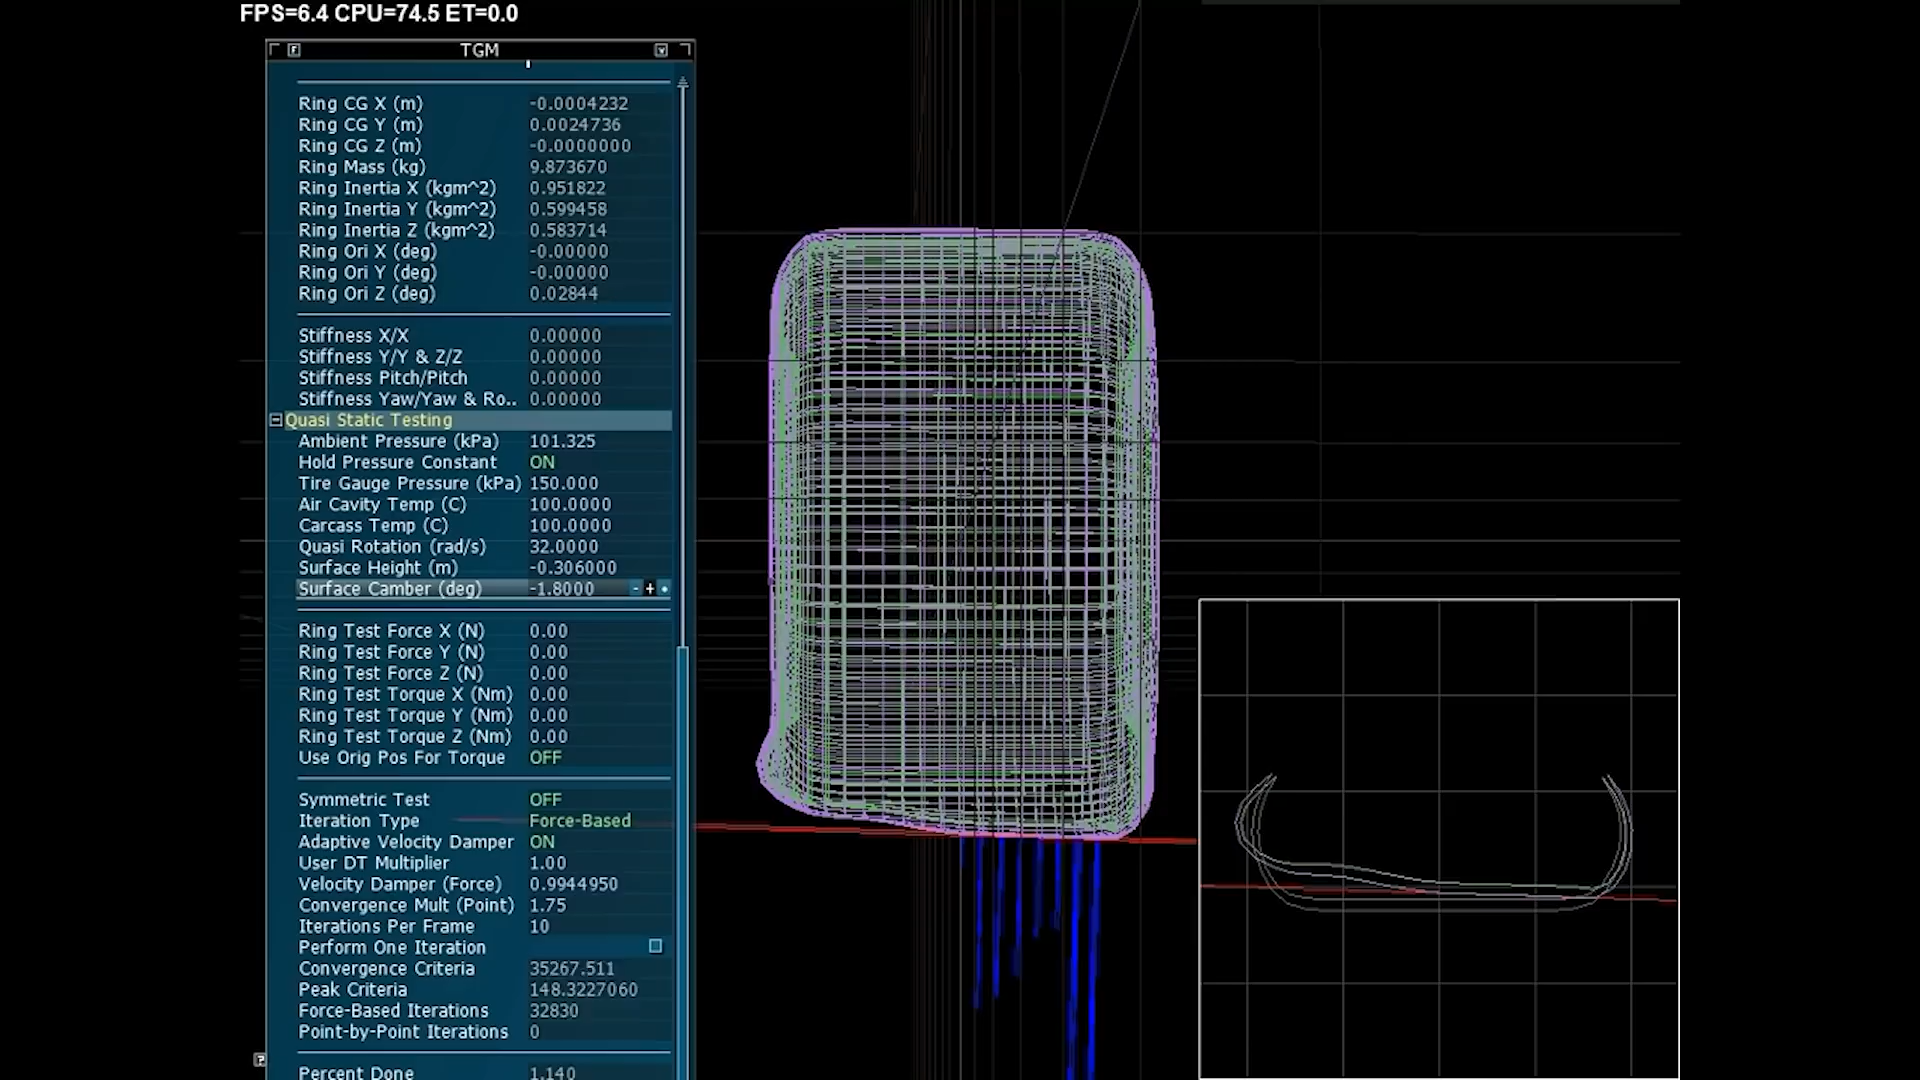 FPS=6.4 CPU=74.5 ET=0.0
TGM
Ring CG X (m) -0.0004232
Ring CG Y (m) 0.0024736
Ring CG Z (m) -0.0000000
Ring Mass (kg) 9.873670
Ring Inertia X (kgm^2) 0.951822
Ring Inertia Y (kgm^2) 0.599458
Ring Inertia Z (kgm^2) 0.583714
Ring Ori X (deg) -0.00000
Ring Ori Y (deg) -0.00000
Ring Ori Z (deg) 0.02844
Stiffness X/X 0.00000
Stiffness Y/Y & Z/Z 0.00000
Stiffness Pitch/Pitch 0.00000
Stiffness Yaw/Yaw & Ro.. 0.00000
Quasi Static Testing
Ambient Pressure (kPa) 101.325
Hold Pressure Constant ON
Tire Gauge Pressure (kPa) 150.000
Air Cavity Temp (C) 100.0000
Carcass Temp (C) 100.0000
Quasi Rotation (rad/s) 32.0000
Surface Height (m) -0.306000
Surface Camber (deg) -1.8000
Ring Test Force X (N) 0.00
Ring Test Force Y (N) 0.00
Ring Test Force Z (N) 0.00
Ring Test Torque X (Nm) 0.00
Ring Test Torque Y (Nm) 0.00
Ring Test Torque Z (Nm) 0.00
Use Orig Pos For Torque OFF
Symmetric Test OFF
Iteration Type Force-Based
Adaptive Velocity Damper ON
User DT Multiplier 1.00
Velocity Damper (Force) 0.9944950
Convergence Mult (Point) 1.75
Iterations Per Frame 10
Perform One Iteration
Convergence Criteria 35267.511
Peak Criteria 148.3227060
Force-Based Iterations 32830
Point-by-Point Iterations 0
Percent Done 1.140